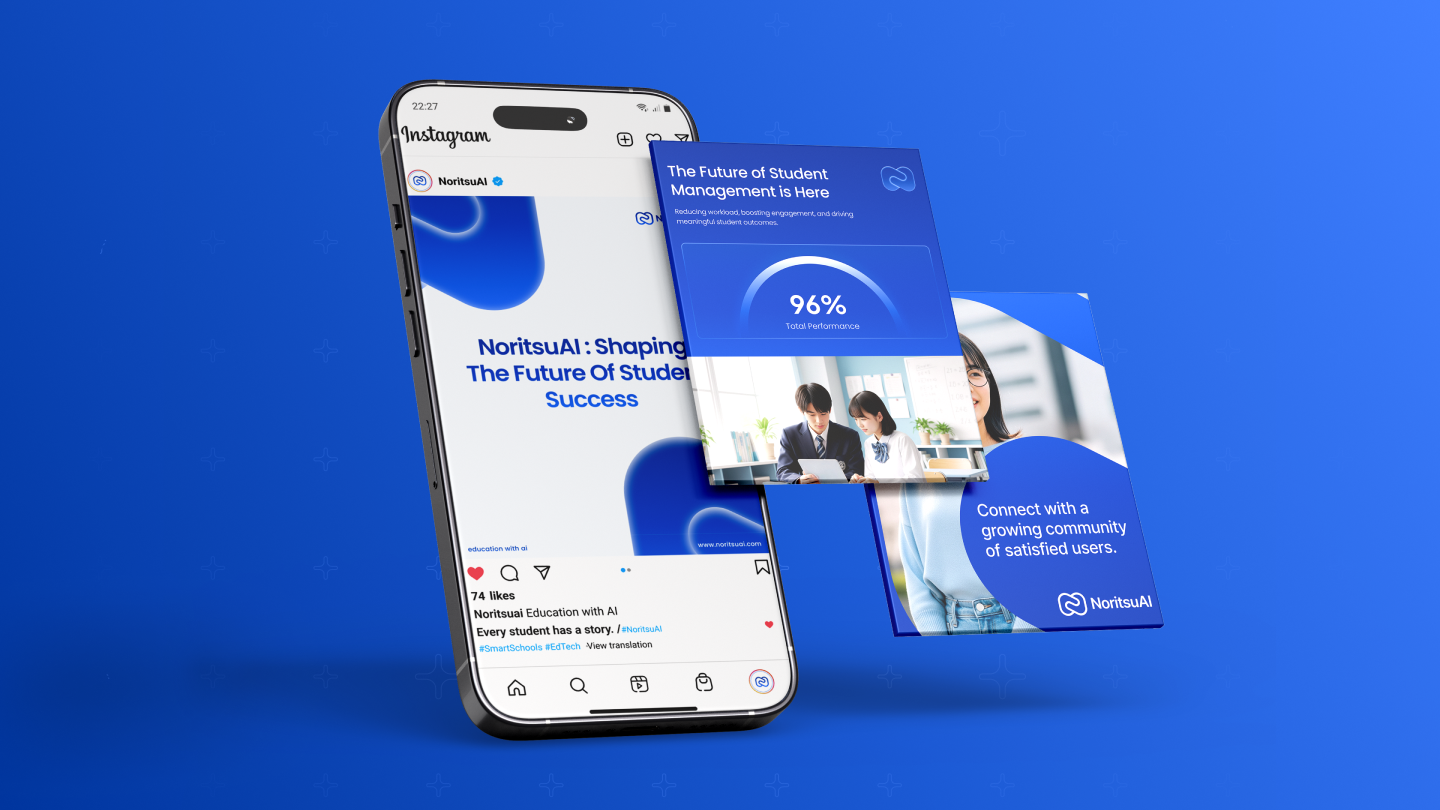 22:27
Instagram
NoritsuAI
NoritsuAI : Shaping
The Future Of
Success
education with ai
www.noritsuai.com
74 likes
Noritsuai Education with AI
Every student has a story. / #NoritsuAI
#SmartSchools #EdTech View translation
The Future of Student
Management is Here
Reducing workload, boosting engagement, and driving
meaningful student outcomes.
96%
Total Performance
Connect with a
growing community
of satisfied users.
NoritsuAI